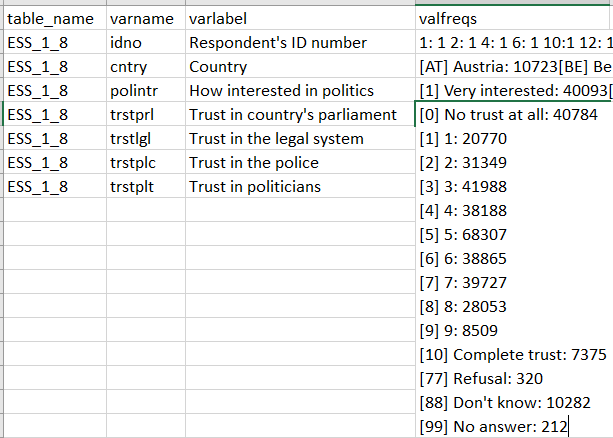 table_name varname varlabel valfreqs
ESS_1_8 idno Respondent's ID number 1: 1 2: 1 4: 1 6: 1 10:1 12: 1
ESS_1_8 cntry Country [AT] Austria: 10723[BE] Be
ESS_1_8 polintr How interested in politics [1] Very interested: 40093[
ESS_1_8 trstprl Trust in country's parliament [0] No trust at all: 40784
ESS_1_8 trstlgl Trust in the legal system [1] 1: 20770
ESS_1_8 trstplc Trust in the police [2] 2: 31349
ESS_1_8 trstplt Trust in politicians [3] 3: 41988
[4] 4: 38188
[5] 5: 68307
[6] 6: 38865
[7] 7: 39727
[8] 8: 28053
[9] 9: 8509
[10] Complete trust: 7375
[77] Refusal: 320
[88] Don't know: 10282
[99] No answer: 212